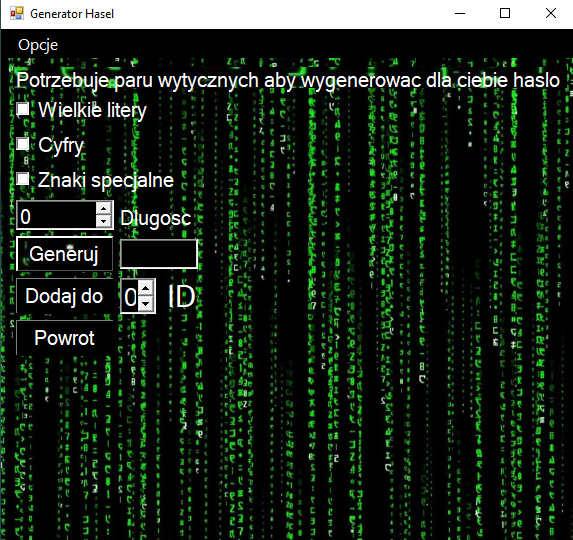 Generator Hasel
Opcje
Potrzebuje paru wytycznych aby wygenerowac dla ciebie haslo
Wielkie litery
Cyfry
Znaki specjalne
0 Dlugosc
Generuj
Dodaj do 0 ID
Powrot